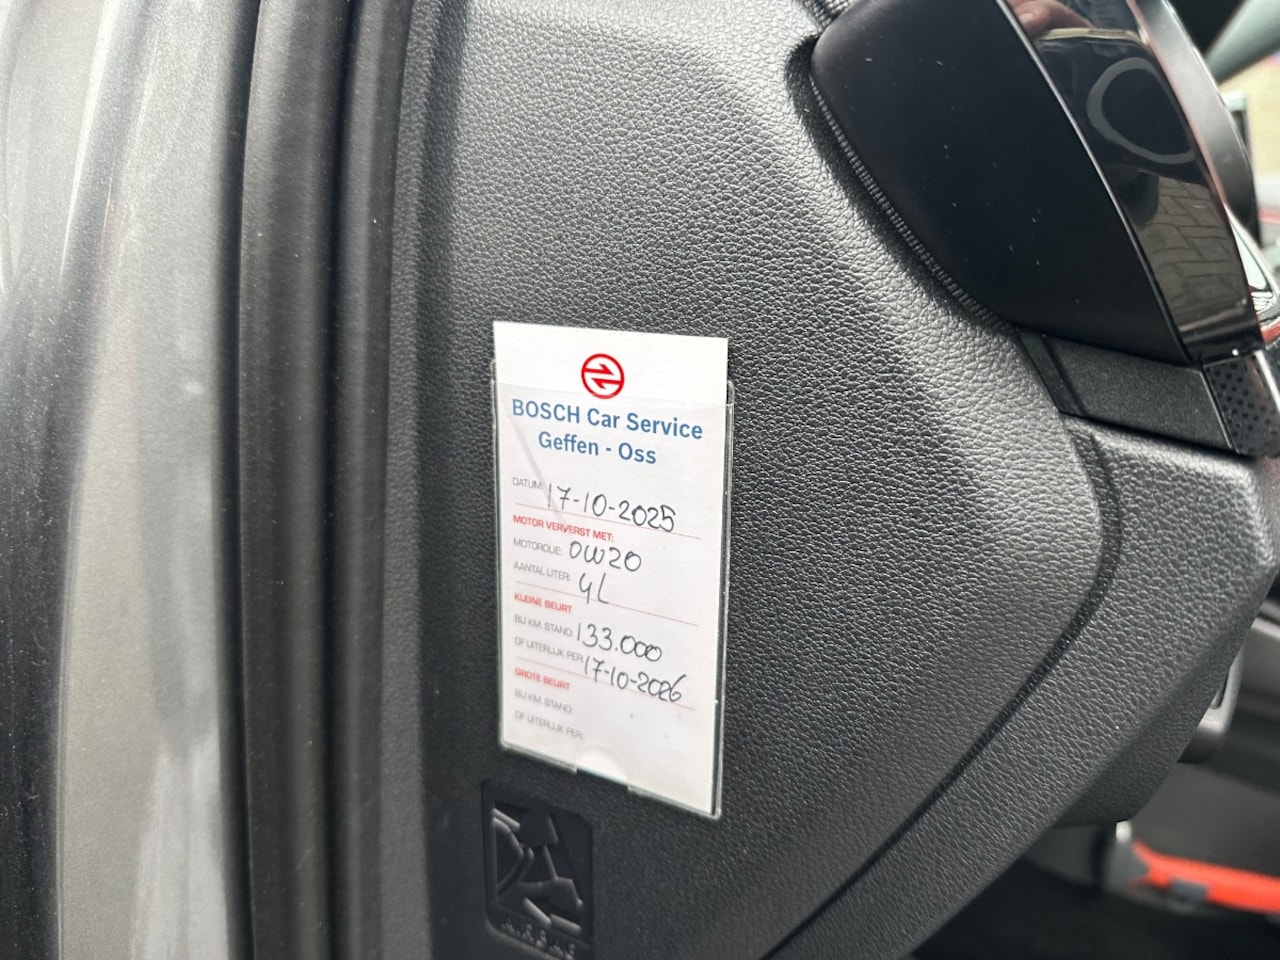 BOSCH Car Service
Geffen - Oss
DATUM: 17-10-2025
MOTOR VERVERST MET:
MOTOROLIE: 0W20
AANTAL LITER: 4L
KLEINE BEURT
BIJ KM. STAND: 133.000
OF UITERLIJK PER: 17-10-2026
GROTE BEURT
BIJ KM. STAND:
OF UITERLIJK PER: